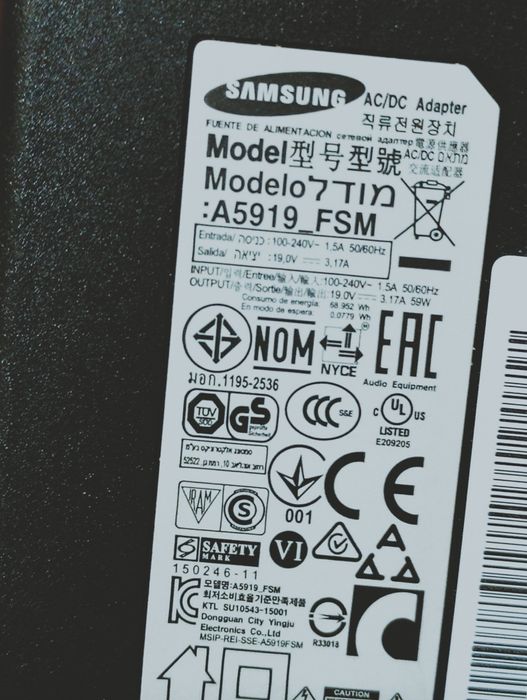 SAMSUNG
AC/DC Adapter
직류전원장치
FUENTE DE ALIMENTACION сетевой адаптер 電源供應器
Model型号型號 AC/DC מתאם
Modeloמודל 交流适配器
:A5919_FSM
Entrada/ כניסה :100-240V~ 1,5A 50/60Hz
Salida/ יציאה :19,0V 3,17A
INPUT/입력/Entree/输入/輸入:100-240V~ 1.5A 50/60Hz
OUTPUT/출력/Sortie/输出/輸出:19.0V 3.17A 59W
Consumo de energía: 58.952 Wh
En modo de espera: 0.0779 Wh
NOM
NYCE
EAC
Audio Equipment
มอก.1195-2536
TUV
SUD
GS
geprüfte
Sicherheit
CCC S&E
C UL US
LISTED
E209205
52522
CE
001
IRAM
S
SAFETY
MARK
VI
150246-11
모델명:A5919_FSM
최저소비효율기준만족제품
KTL SU10543-15001
Dongguan City Yingju
Electronics Co.,Ltd
MSIP-REI-SSE-A5919FSM
R33018
CAUTION